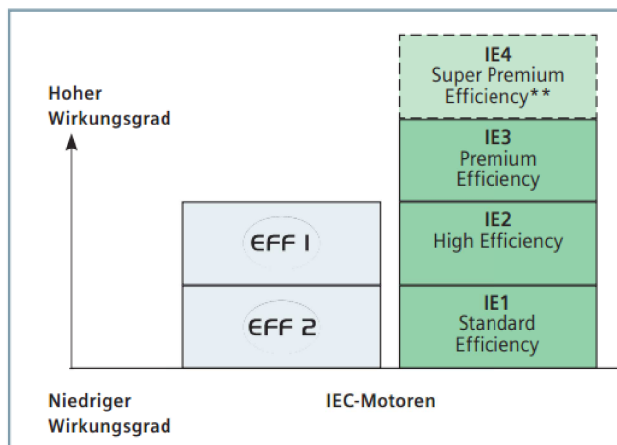 Hoher
Wirkungsgrad
IE4
Super Premium
Efficiency**
IE3
Premium
Efficiency
EFF 1
IE2
High Efficiency
EFF 2
IE1
Standard
Efficiency
Niedriger
Wirkungsgrad
IEC-Motoren